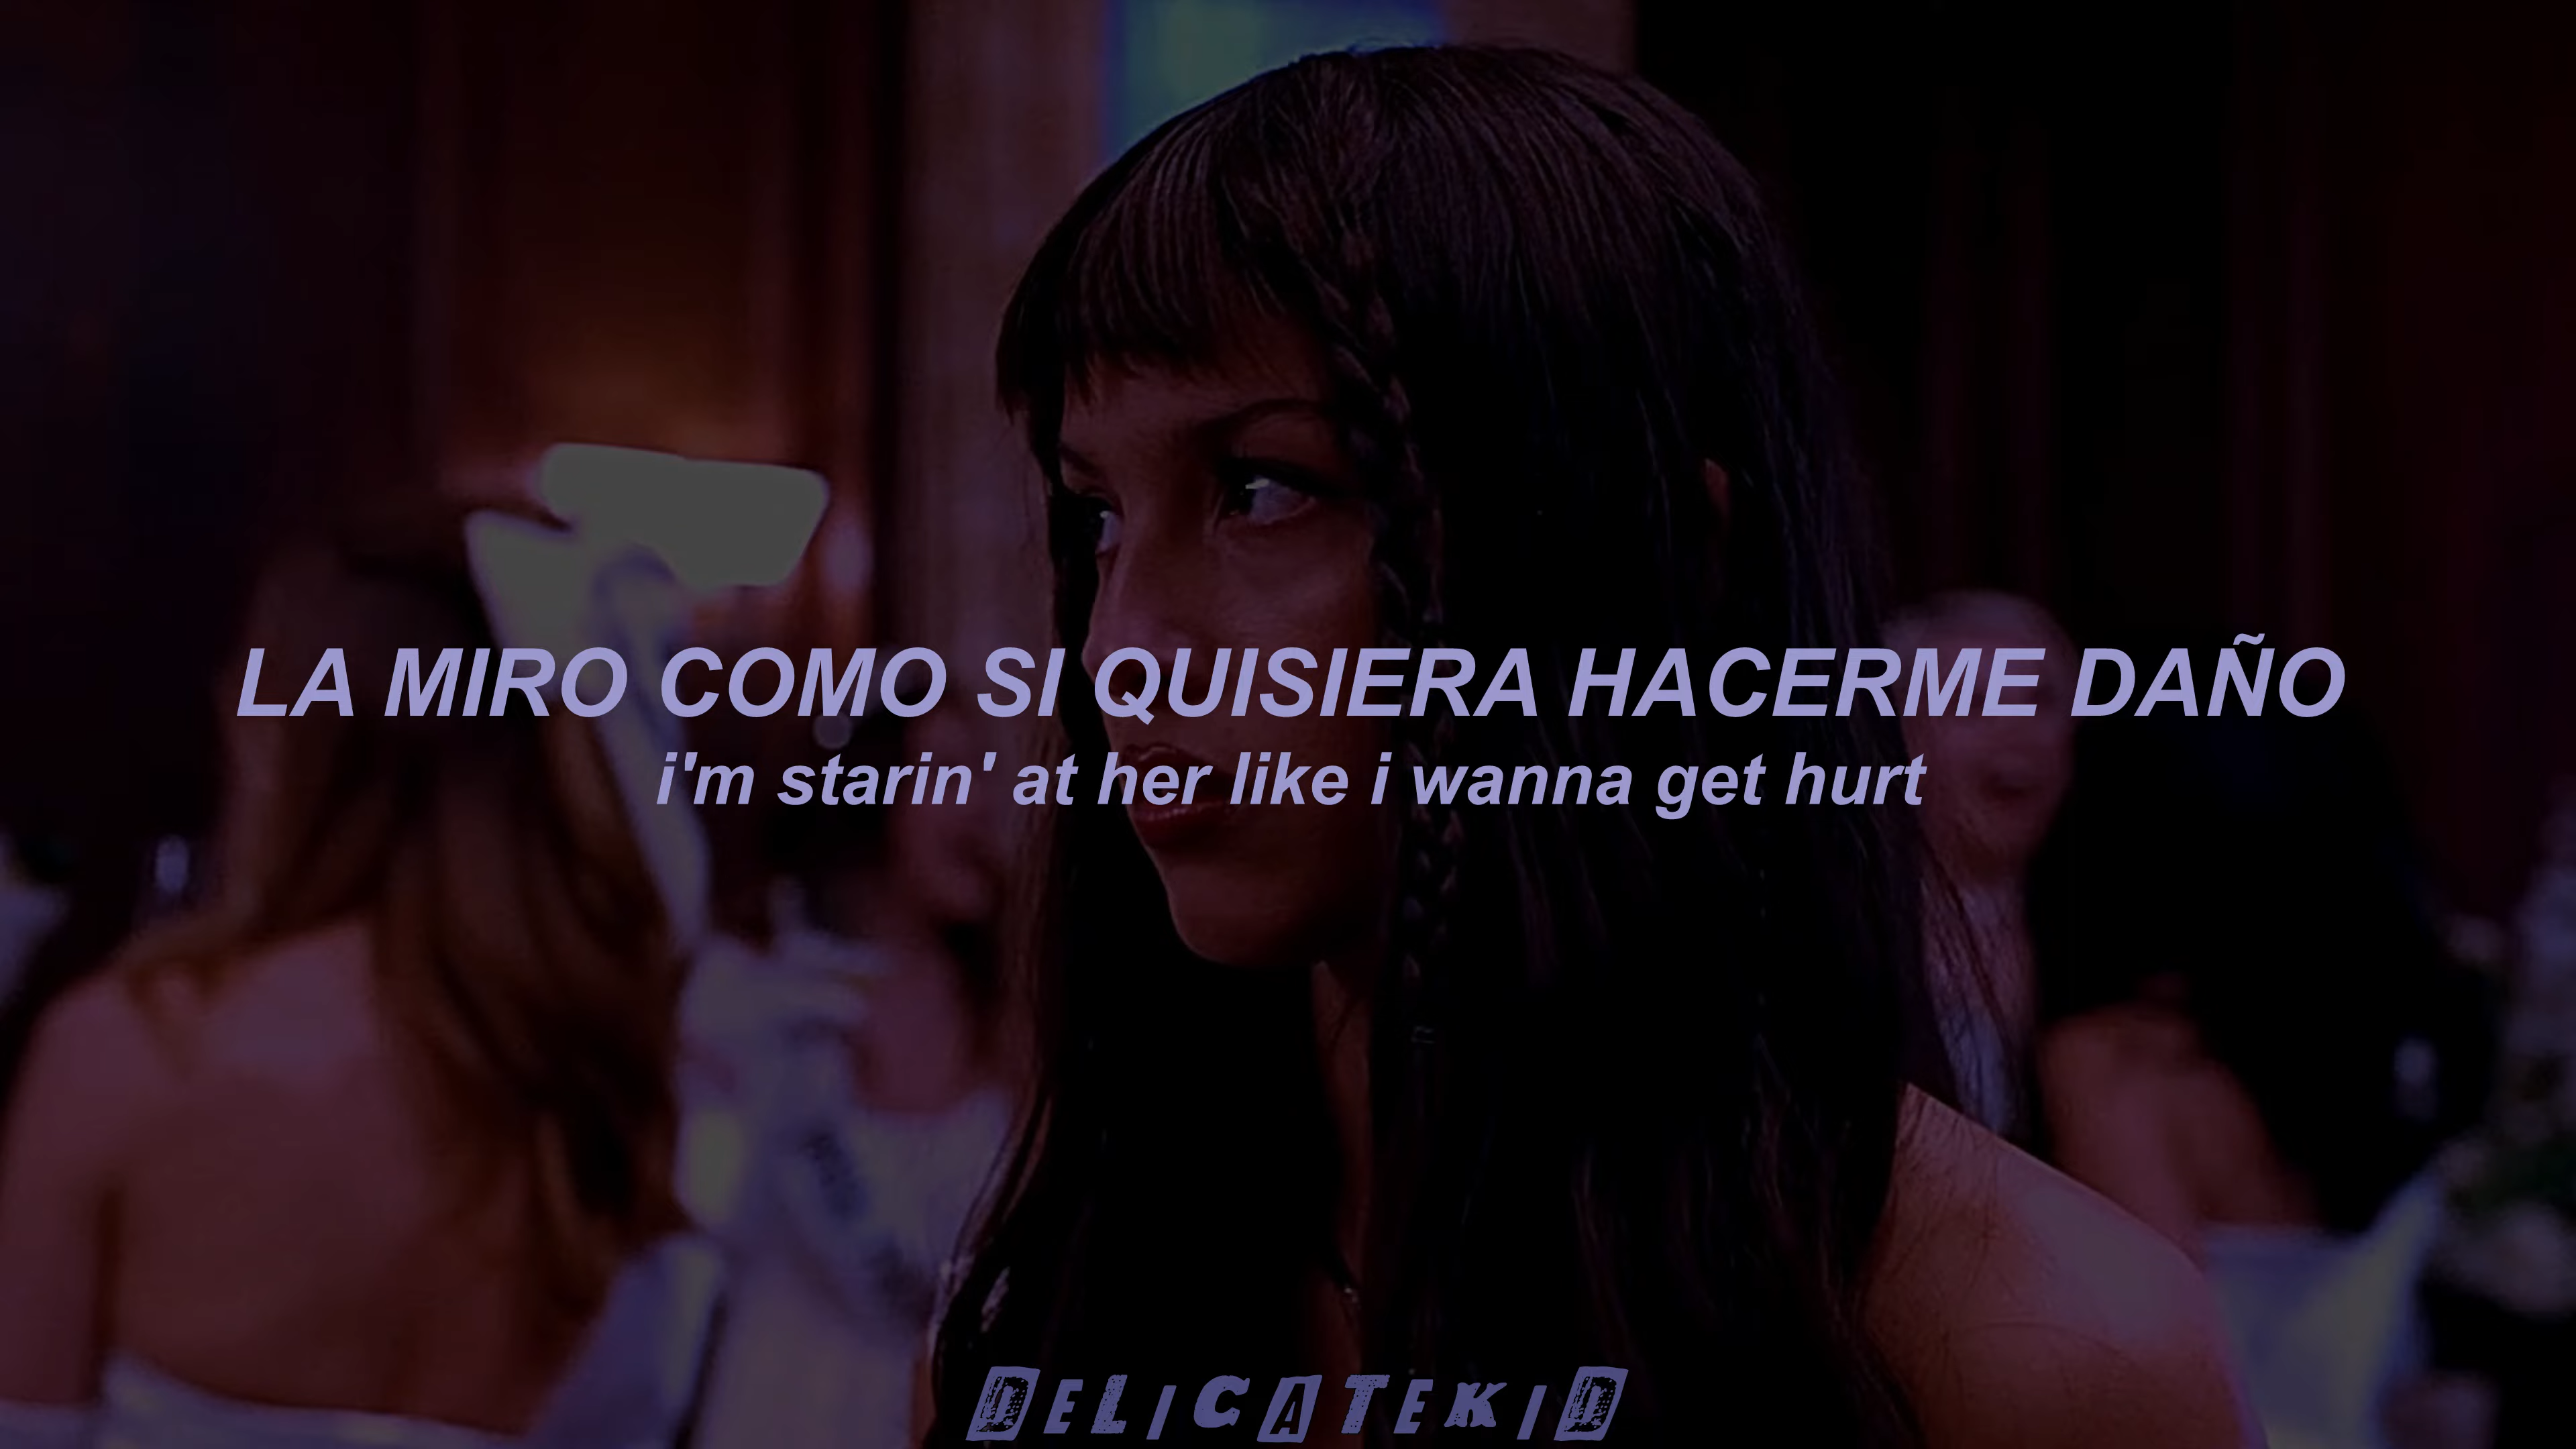 LA MIRO COMO SI QUISIERA HACERME DAÑO
i'm starin' at her like i wanna get hurt
DELiCATEKiD